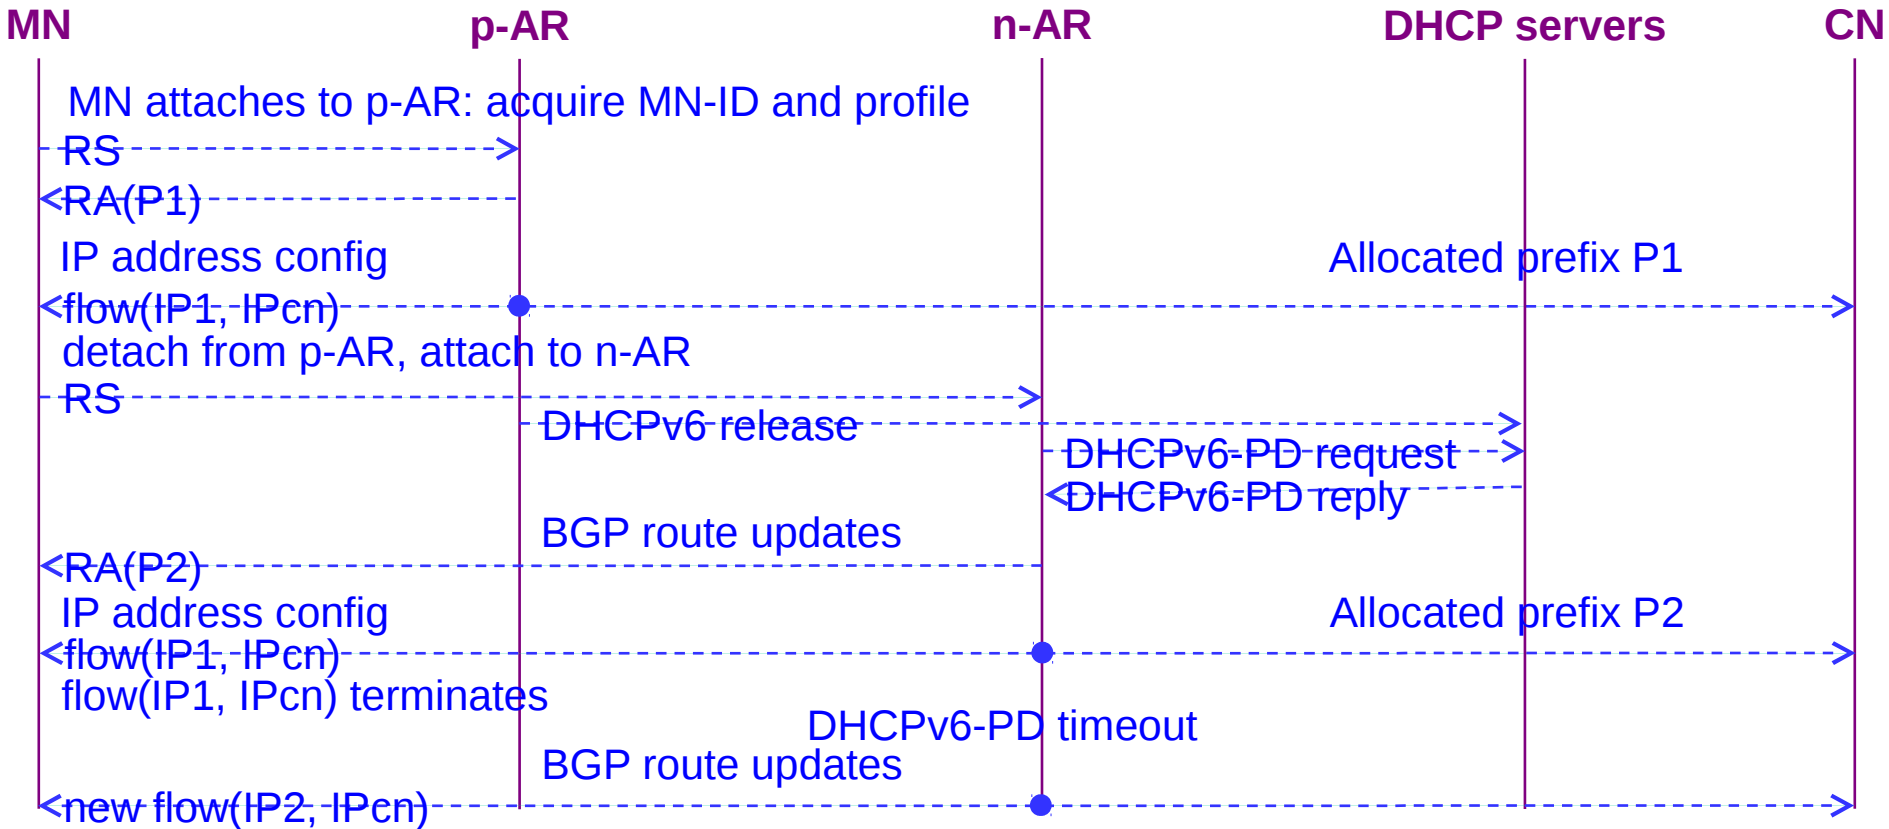 MN p-AR n-AR DHCP servers CN
MN attaches to p-AR: acquire MN-ID and profile
RS
RA(P1)
IP address config Allocated prefix P1
flow(IP1, IPcn)
detach from p-AR, attach to n-AR
RS
DHCPv6 release
DHCPv6-PD request
DHCPv6-PD reply
BGP route updates
RA(P2)
IP address config Allocated prefix P2
flow(IP1, IPcn)
flow(IP1, IPcn) terminates
DHCPv6-PD timeout
BGP route updates
new flow(IP2, IPcn)